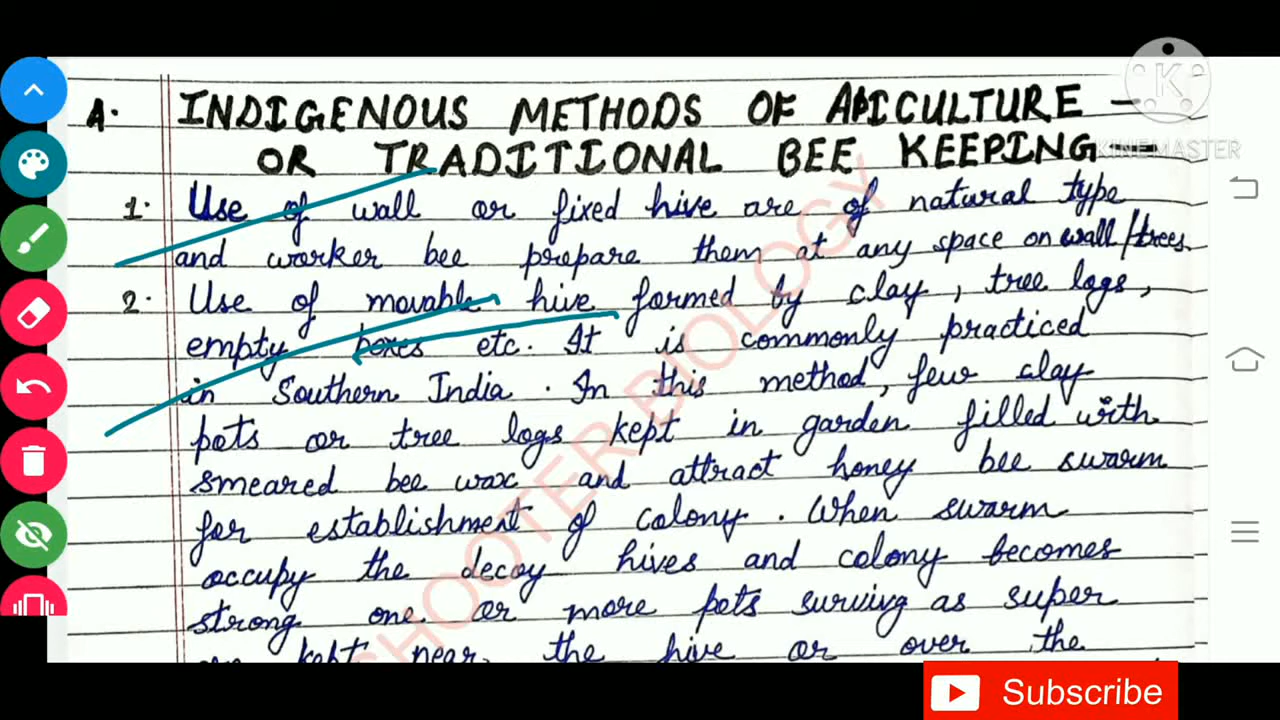 A. INDIGENOUS METHODS OF APICULTURE -
OR TRADITIONAL BEE KEEPING -
KINEMASTER
1. Use of wall or fixed hive are of natural type
and worker bee prepare them at any space on wall/trees.
2. Use of movable hive formed by clay, tree logs,
empty boxes etc. It is commonly practiced
in Southern India. In this method, few clay
pots or tree logs kept in garden filled with
smeared bee wax and attract honey bee swarm
for establishment of colony. When swarm
occupy the decoy hives and colony becomes
strong one or more pots surving as super
are kept near the hive or over the
SHOOTER BIOLOGY
Subscribe